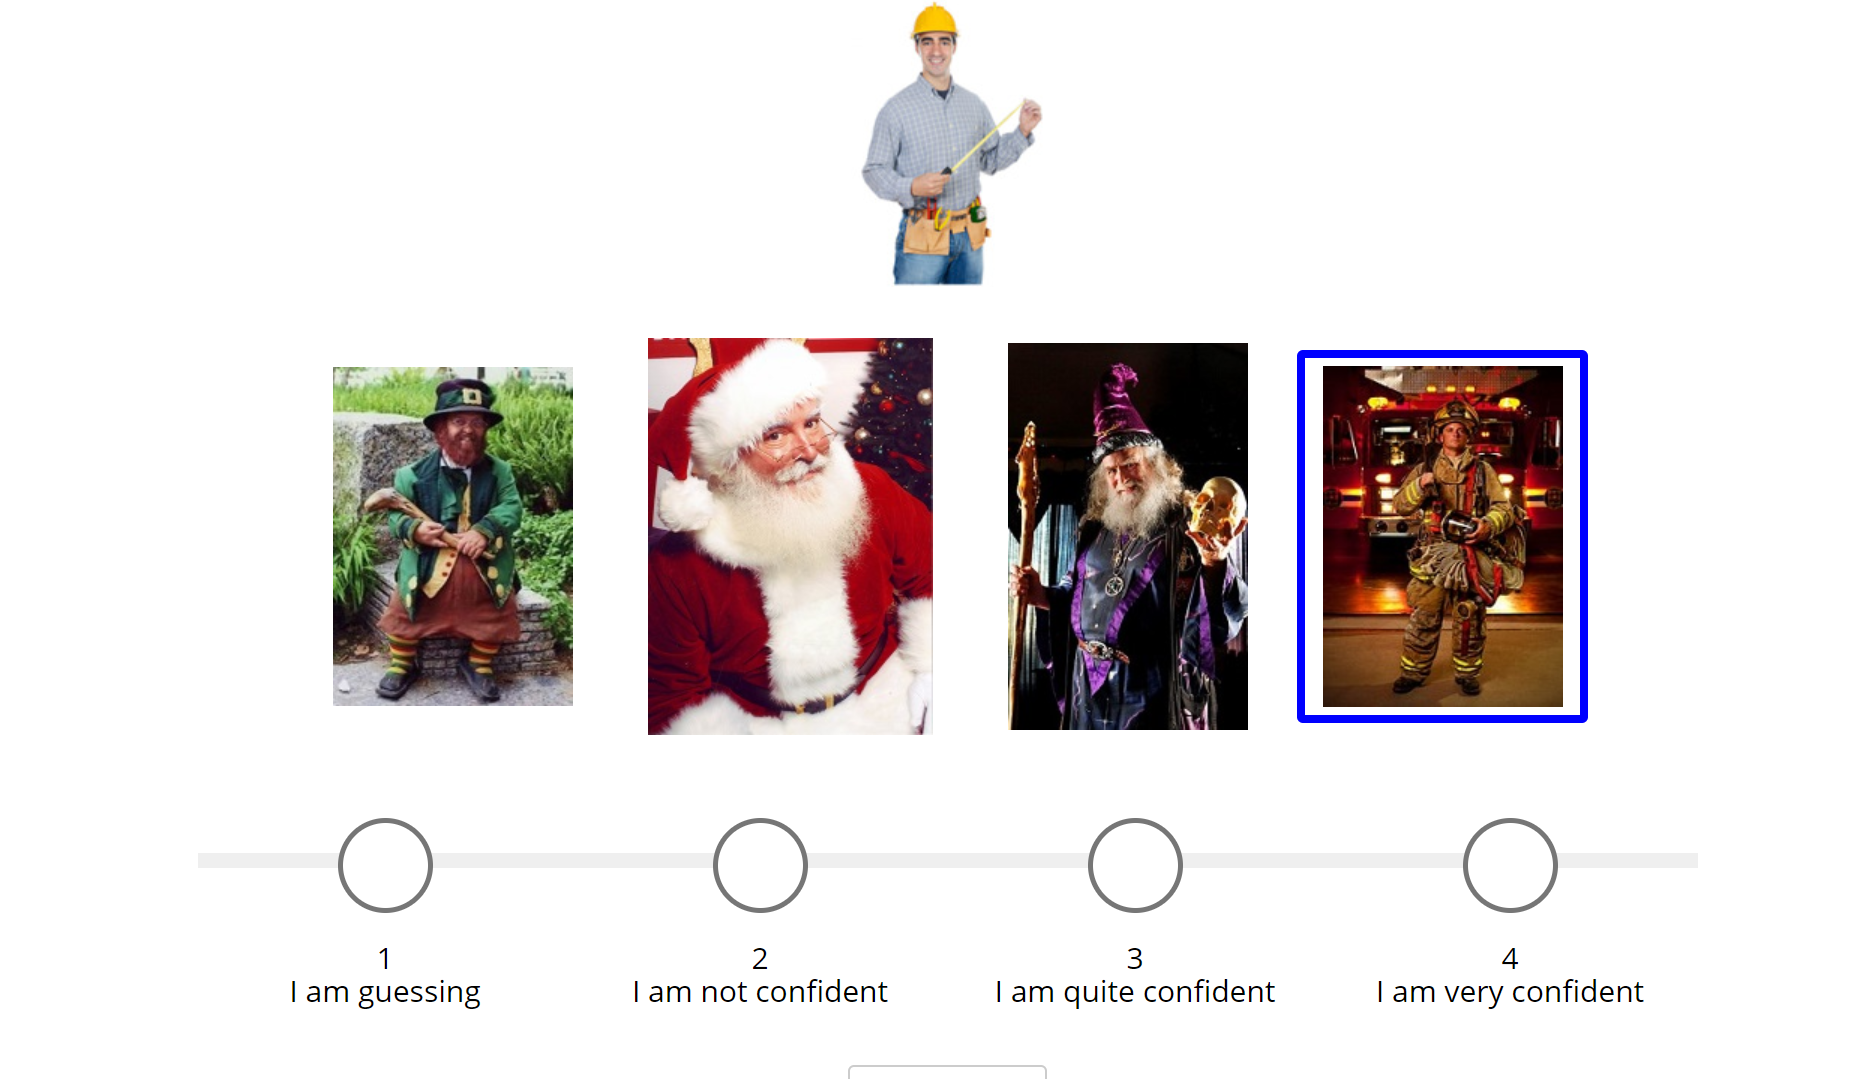 1
I am guessing
2
I am not confident
3
I am quite confident
4
I am very confident